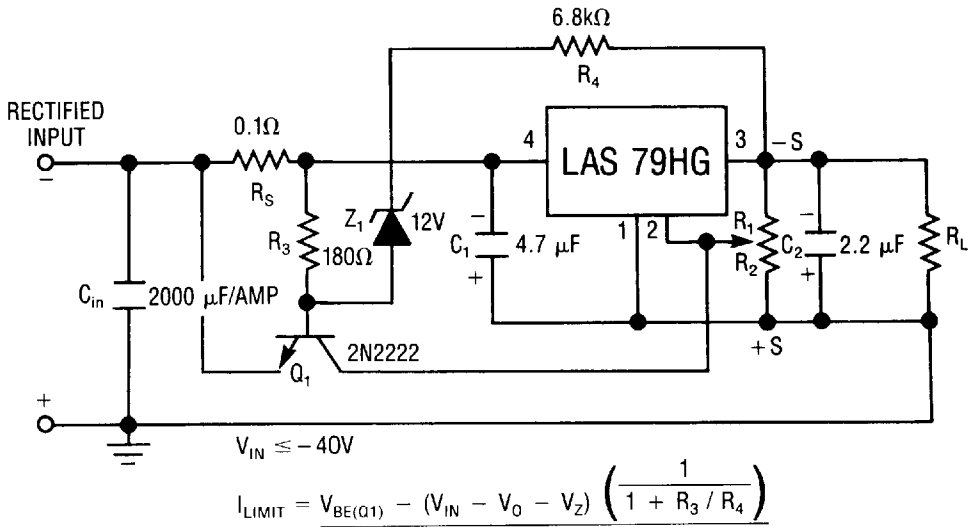 6.8kΩ
R4
RECTIFIED
INPUT
0.1Ω
4
LAS 79HG
3
−S
−
RS
Z1
12V
1
2
R1
R3
−
−
180Ω
C1
4.7 μF
C2
2.2 μF
RL
R2
Cin
2000 μF/AMP
+
+
2N2222
+S
Q1
+
VIN ≤ −40V
ILIMIT = VBE(Q1) − (VIN − VO − VZ) (1 / 1 + R3 / R4)